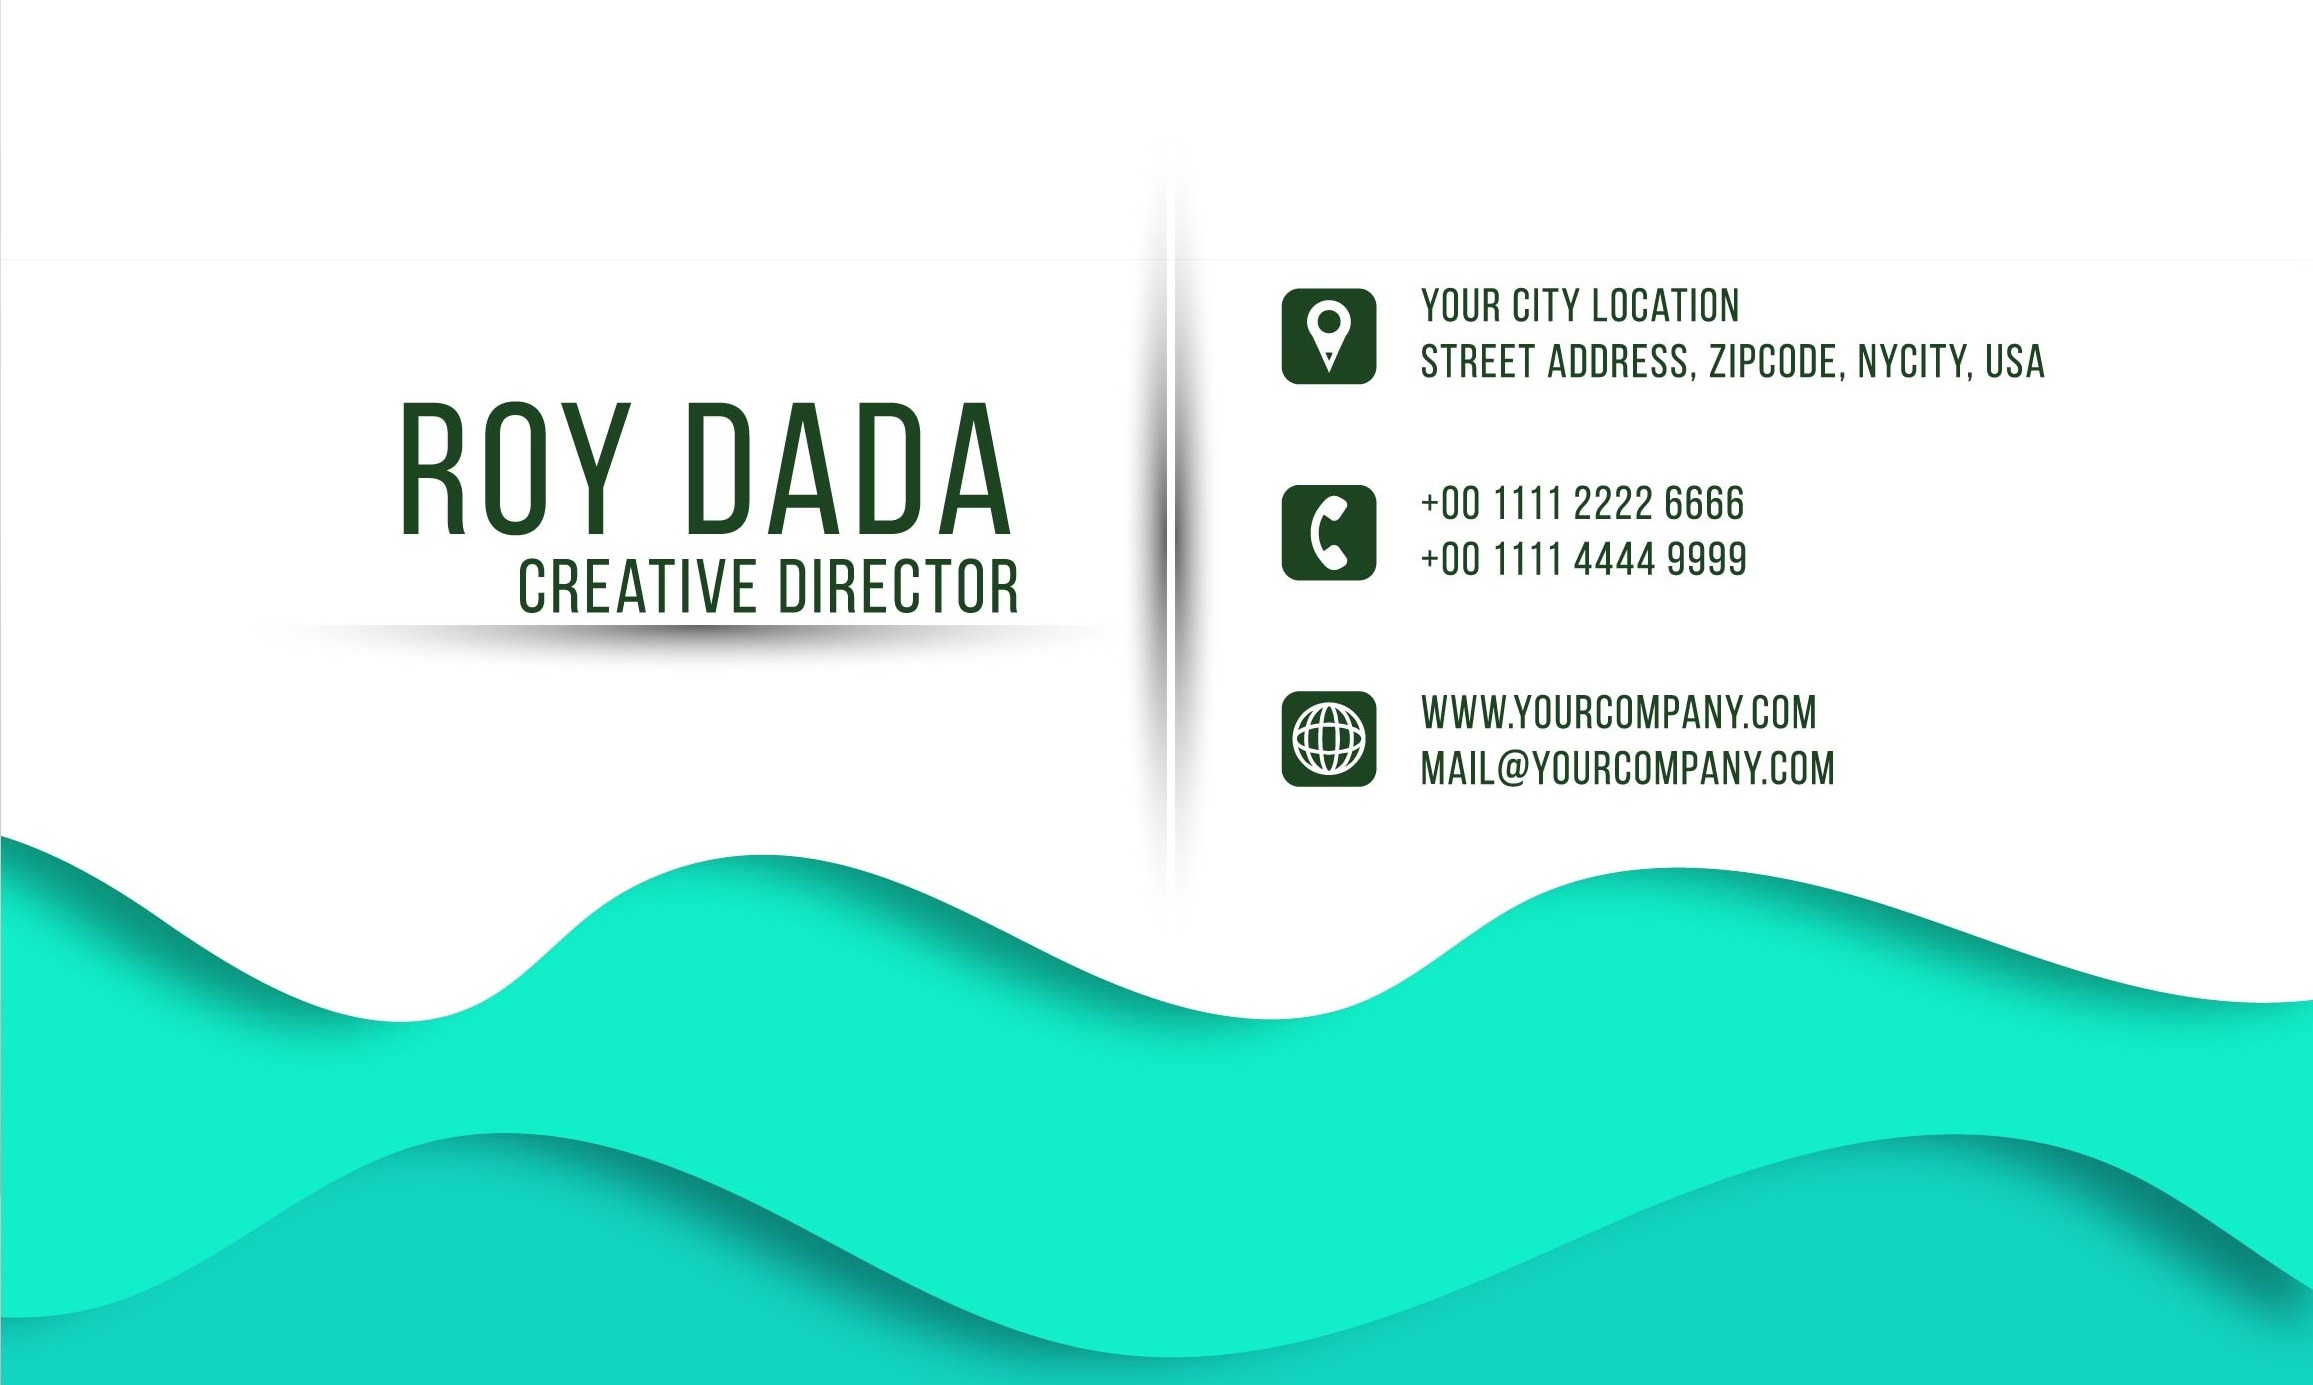 ROY DADA
CREATIVE DIRECTOR
YOUR CITY LOCATION
STREET ADDRESS, ZIPCODE, NYCITY, USA
+00 1111 2222 6666
+00 1111 4444 9999
WWW.YOURCOMPANY.COM
MAIL@YOURCOMPANY.COM